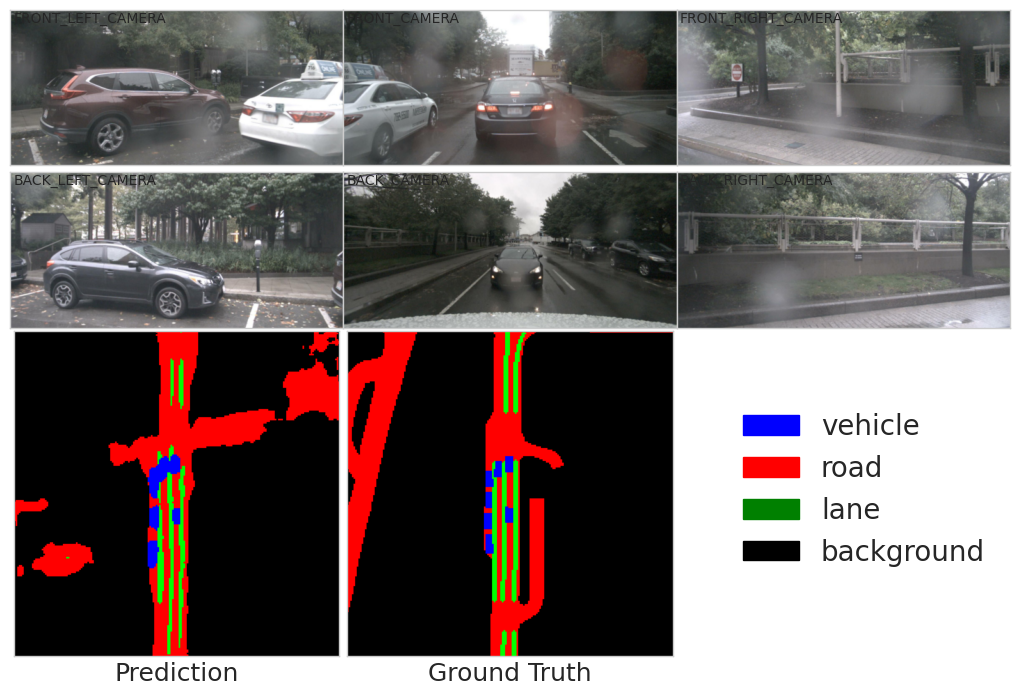 FRONT_LEFT_CAMERA
FRONT_CAMERA
FRONT_RIGHT_CAMERA
BACK_LEFT_CAMERA
BACK_CAMERA
RIGHT_CAMERA
vehicle
road
lane
background
Prediction
Ground Truth